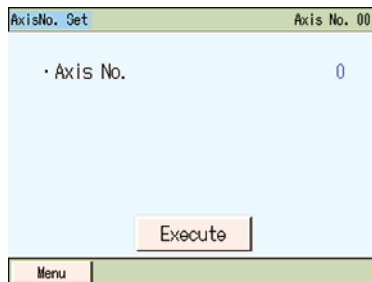 AxisNo. Set Axis No. 00
・Axis No. 0
Execute
Menu